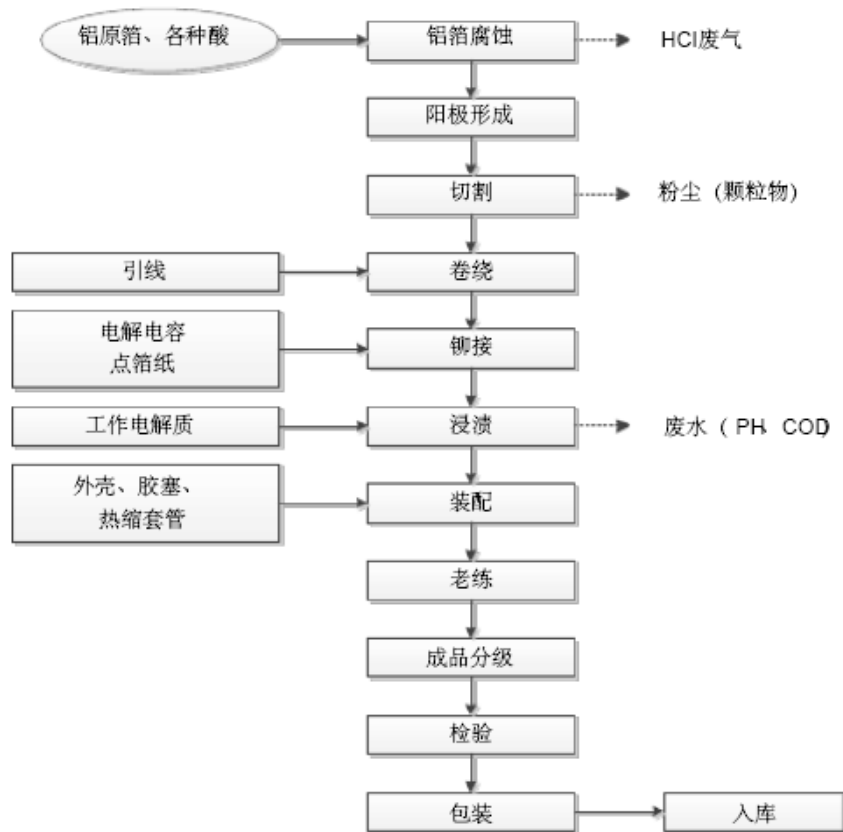 铝原箔、各种酸
铝箔腐蚀
HCl废气
阳极形成
切割
粉尘（颗粒物）
引线
卷绕
电解电容
点箔纸
铆接
工作电解质
浸渍
废水（PH、COD）
外壳、胶塞、
热缩套管
装配
老练
成品分级
检验
包装
入库